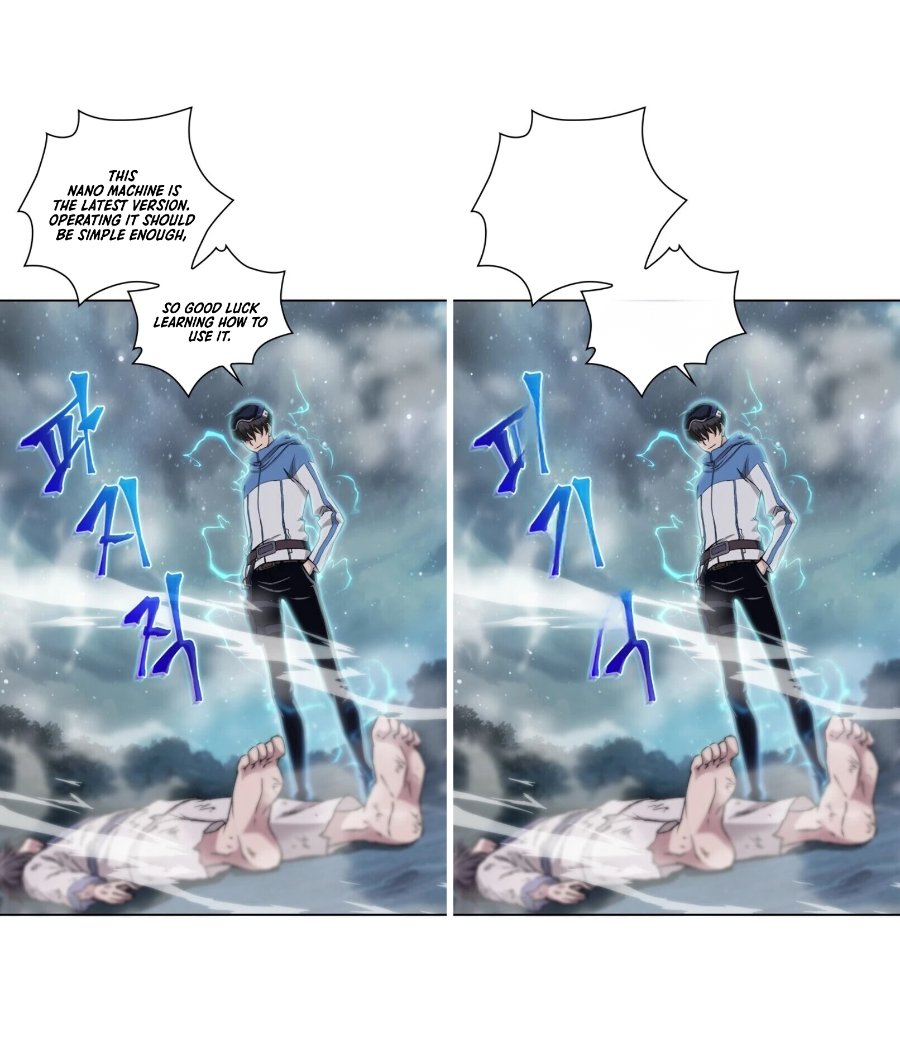 THIS
NANO MACHINE IS
THE LATEST VERSION.
OPERATING IT SHOULD
BE SIMPLE ENOUGH,
SO GOOD LUCK
LEARNING HOW TO
USE IT.
파
지
직